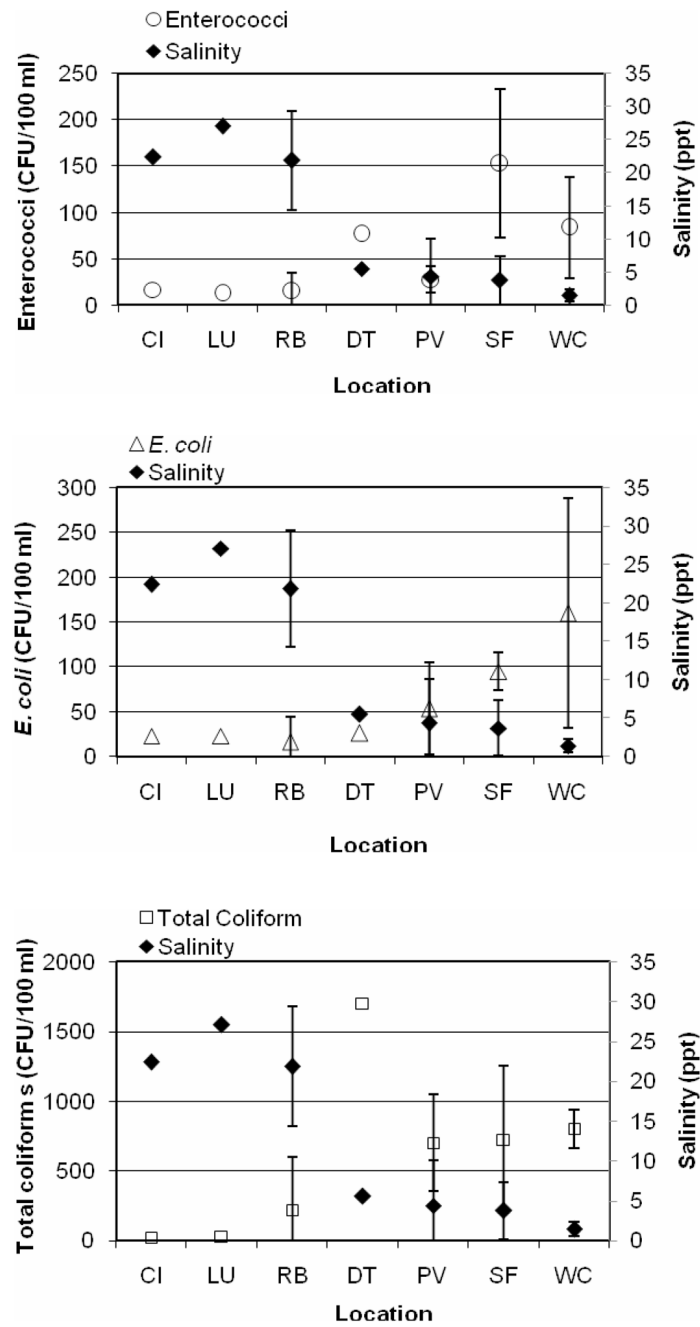 Enterococci
Salinity
Enterococci (CFU/100 ml)
250
200
150
100
50
0
35
30
25
20
15
10
5
0
Salinity (ppt)
CI LU RB DT PV SF WC
Location
E. coli
Salinity
E. coli (CFU/100 ml)
300
250
200
150
100
50
0
35
30
25
20
15
10
5
0
Salinity (ppt)
CI LU RB DT PV SF WC
Location
Total Coliform
Salinity
Total coliform s (CFU/100 ml)
2000
1500
1000
500
0
35
30
25
20
15
10
5
0
Salinity (ppt)
CI LU RB DT PV SF WC
Location